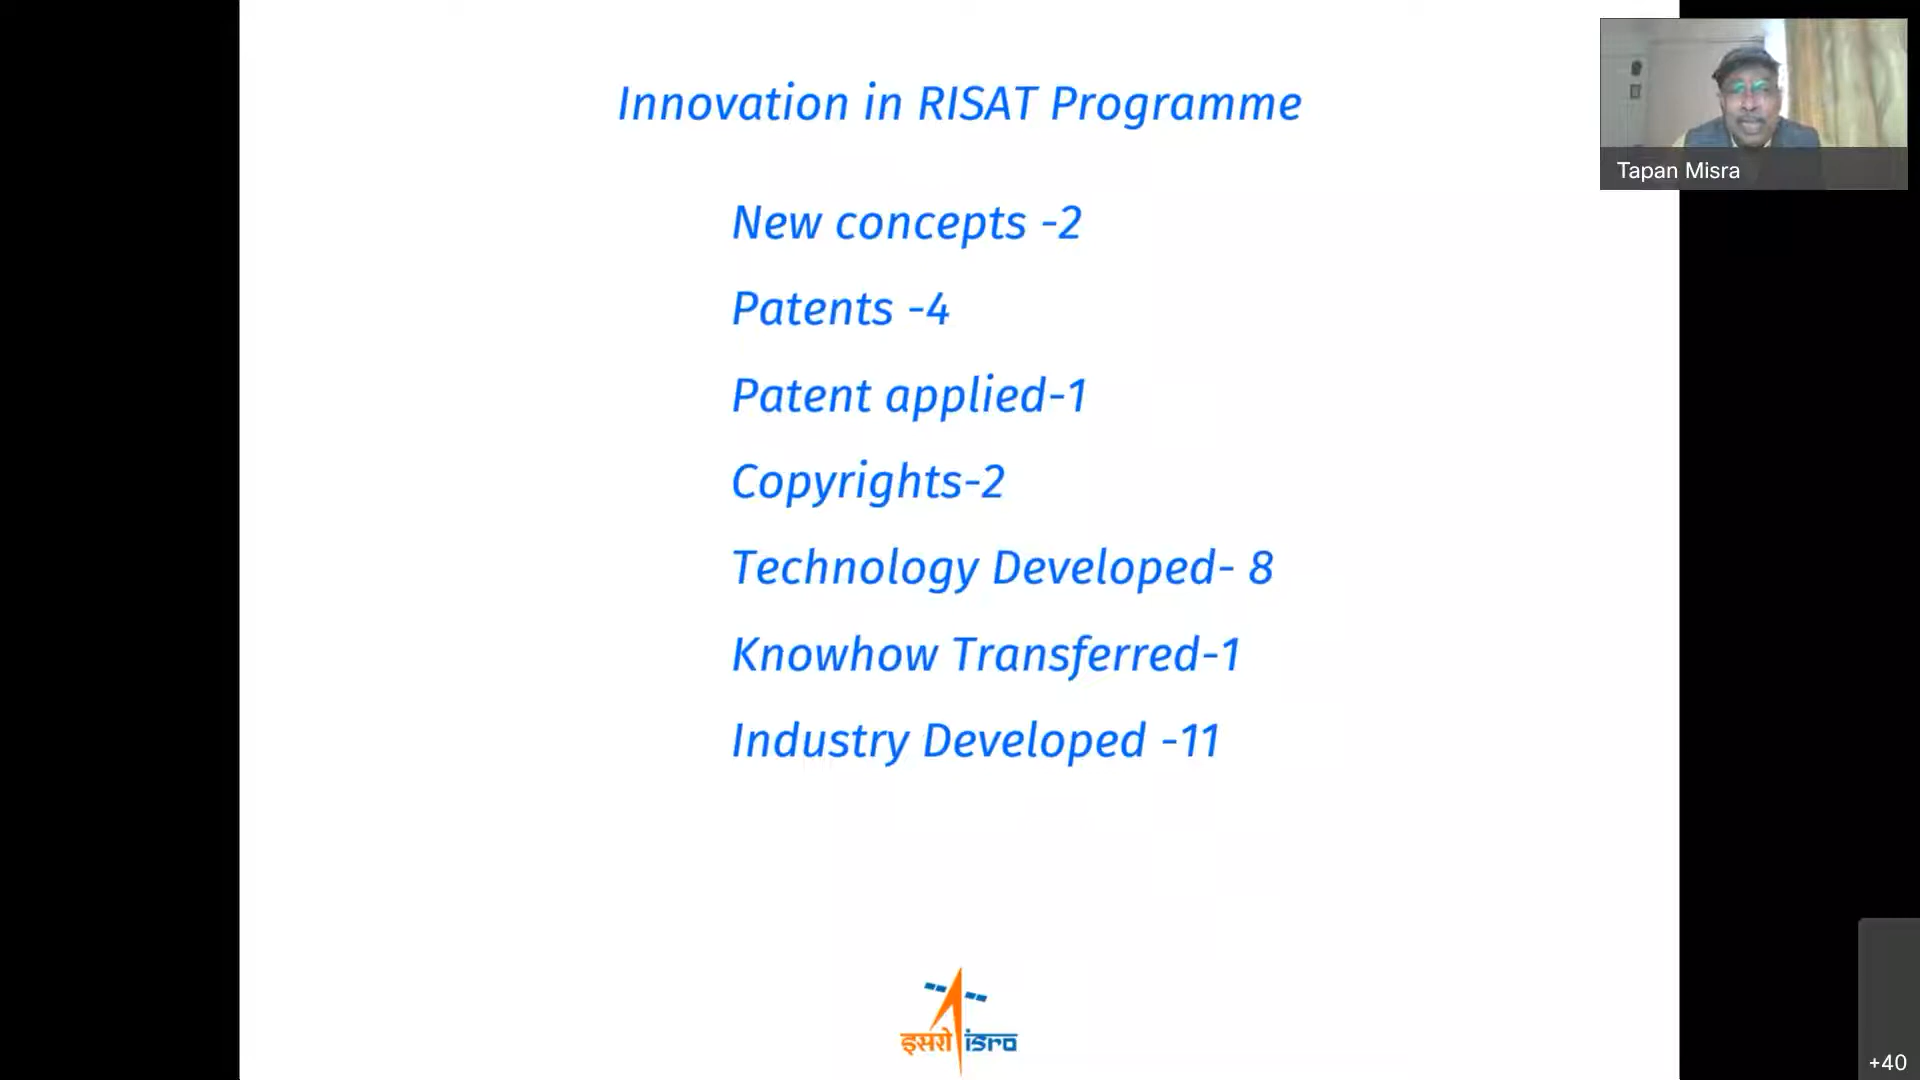 Innovation in RISAT Programme
Tapan Misra
New concepts -2
Patents -4
Patent applied-1
Copyrights-2
Technology Developed- 8
Knowhow Transferred-1
Industry Developed -11
इसरो isro
+40